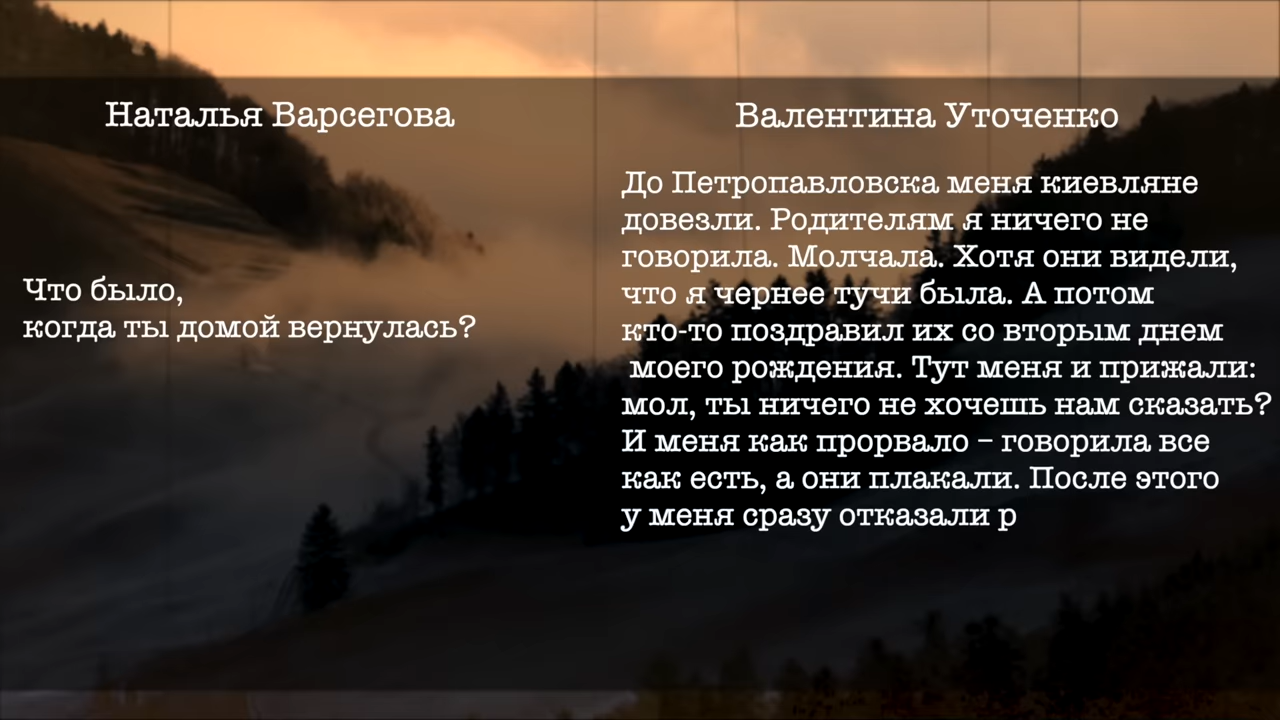 Наталья Варсегова
Валентина Уточенко
Что было,
когда ты домой вернулась?
До Петропавловска меня киевляне
довезли. Родителям я ничего не
говорила. Молчала. Хотя они видели,
что я чернее тучи была. А потом
кто-то поздравил их со вторым днем
моего рождения. Тут меня и прижали:
мол, ты ничего не хочешь нам сказать?
И меня как прорвало – говорила все
как есть, а они плакали. После этого
у меня сразу отказали р